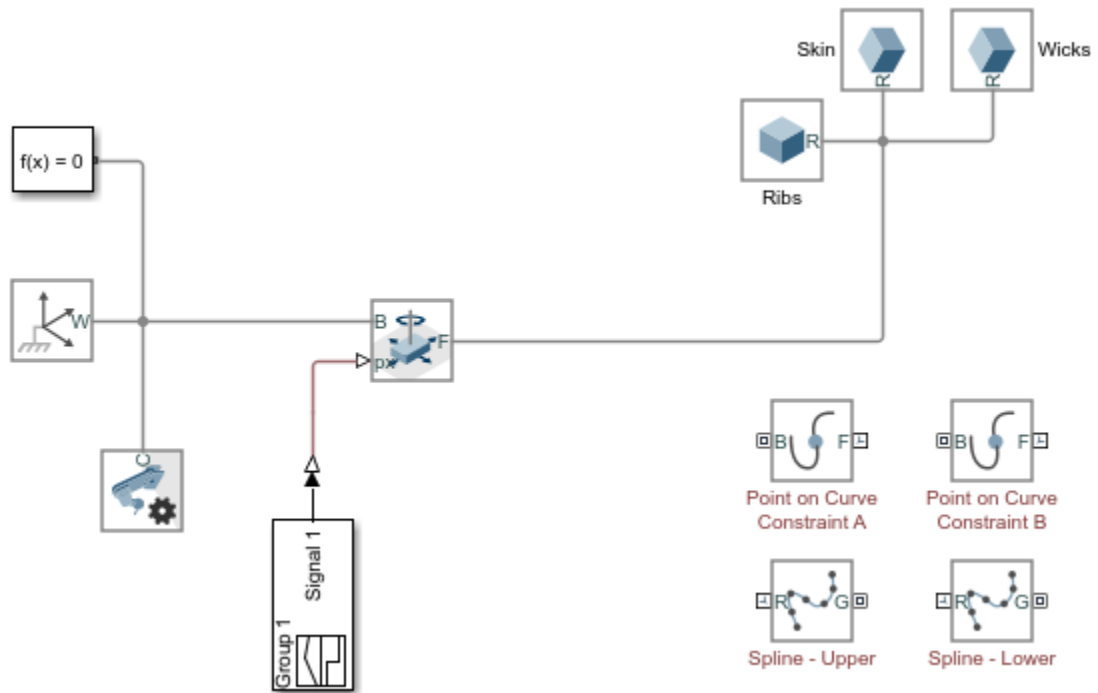 Skin
Wicks
R
R
R
Ribs
f(x) = 0
W
B
F
px
C
Signal 1
Group 1
B
F
B
F
Point on Curve
Constraint A
Point on Curve
Constraint B
R
G
R
G
Spline - Upper
Spline - Lower